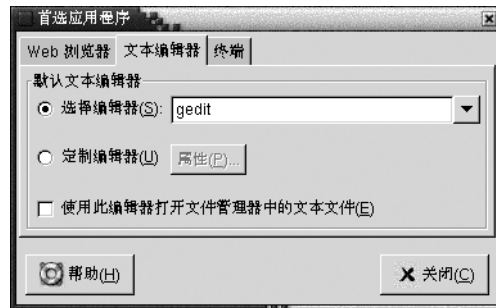 首选应用程序
Web 浏览器 文本编辑器 终端
默认文本编辑器
选择编辑器(S): gedit
定制编辑器(U) 属性(P)...
使用此编辑器打开文件管理器中的文本文件(E)
帮助(H) 关闭(C)